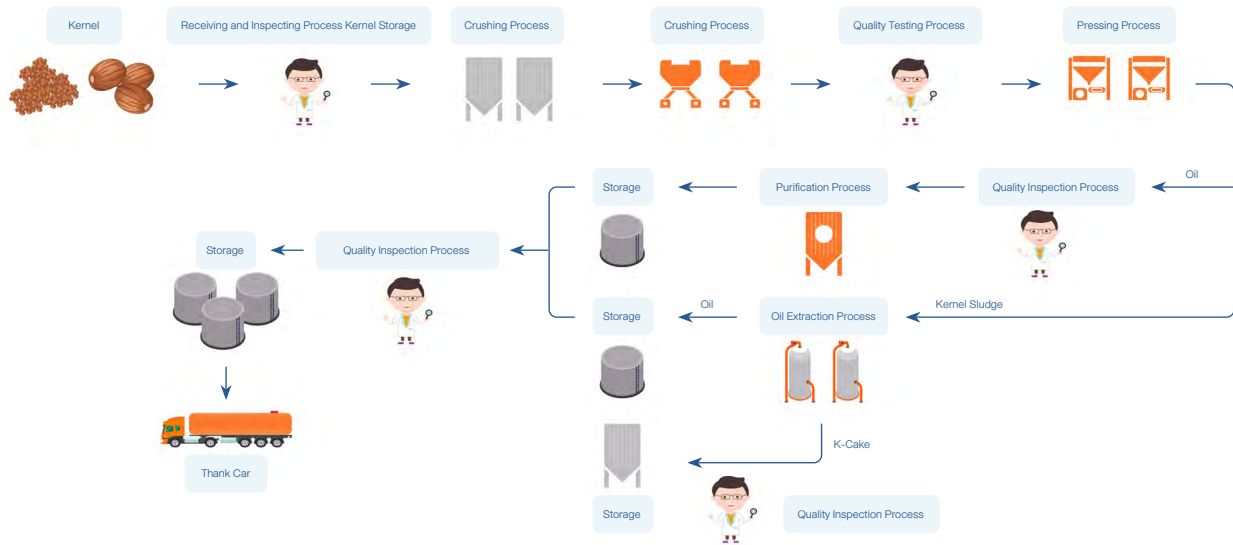 Kernel
Receiving and Inspecting Process Kernel Storage
Crushing Process
Crushing Process
Quality Testing Process
Pressing Process
Oil
Quality Inspection Process
Purification Process
Storage
Quality Inspection Process
Storage
Kernel Sludge
Oil Extraction Process
Oil
Storage
K-Cake
Thank Car
Storage
Quality Inspection Process